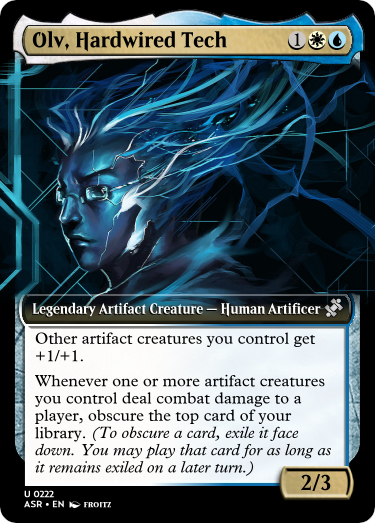 Olv, Hardwired Tech 1
Legendary Artifact Creature — Human Artificer
Other artifact creatures you control get
+1/+1.
Whenever one or more artifact creatures
you control deal combat damage to a
player, obscure the top card of your
library. (To obscure a card, exile it face
down. You may play that card for as long as
it remains exiled on a later turn.)
2/3
U 0222
ASR • EN FROITZ